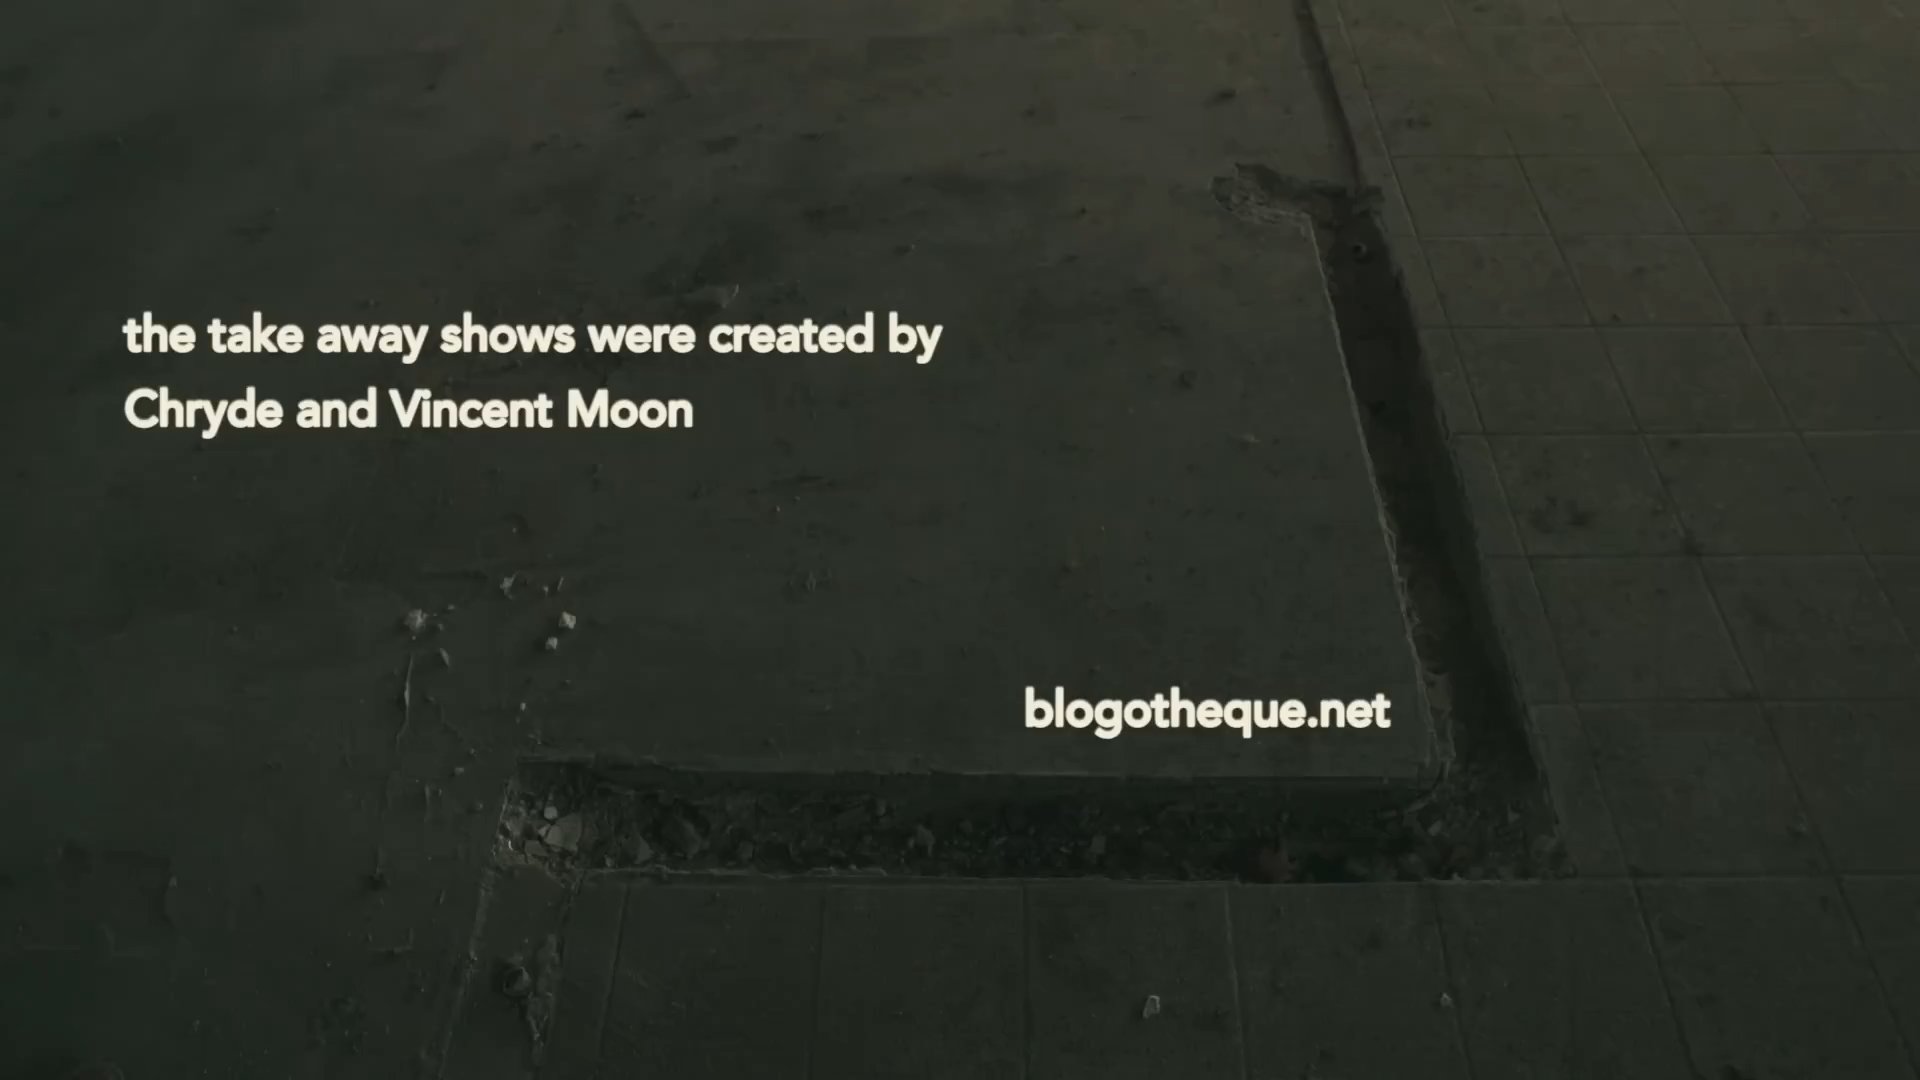 the take away shows were created by
Chryde and Vincent Moon
blogotheque.net